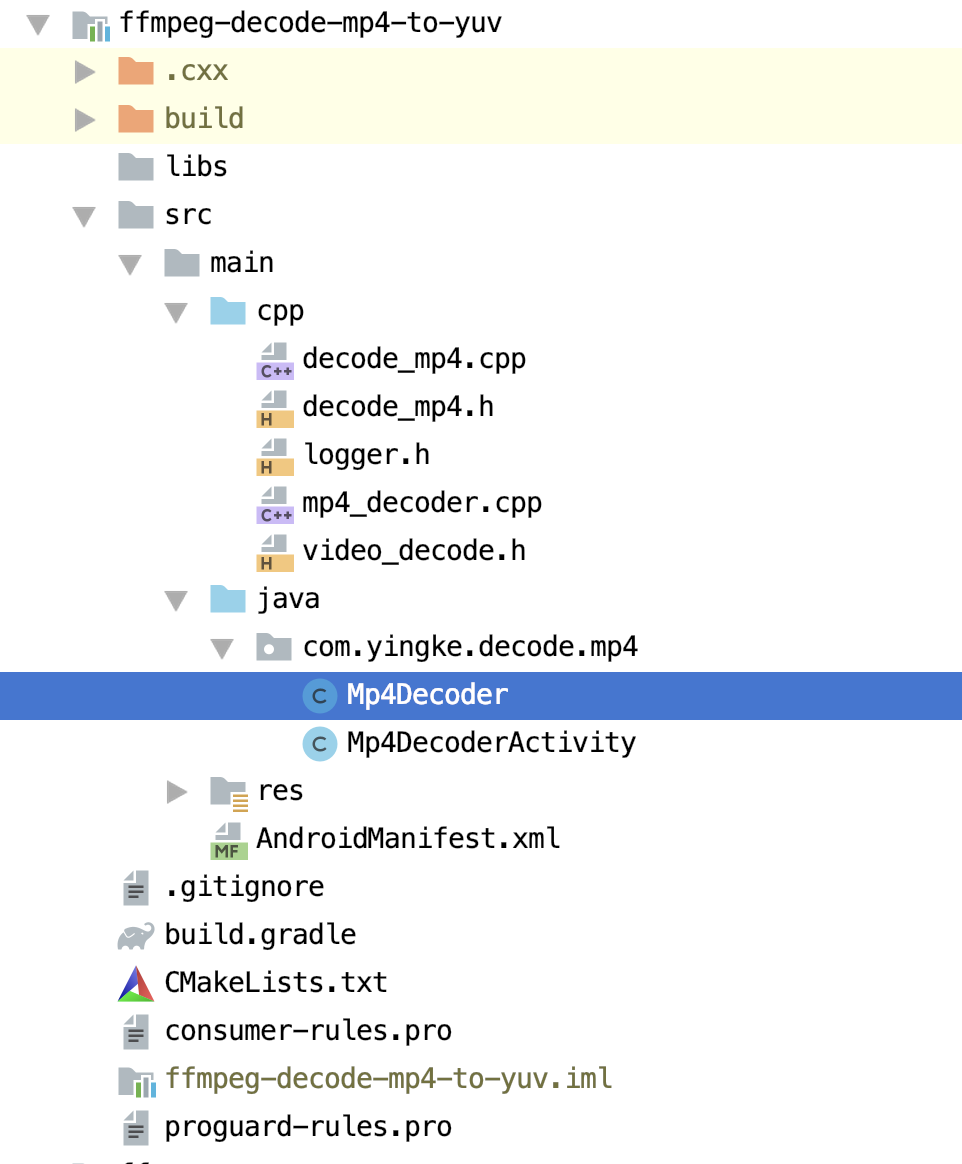 ffmpeg-decode-mp4-to-yuv
.cxx
build
libs
src
main
cpp
C++ decode_mp4.cpp
H decode_mp4.h
H logger.h
C++ mp4_decoder.cpp
H video_decode.h
java
com.yingke.decode.mp4
C Mp4Decoder
C Mp4DecoderActivity
res
MF AndroidManifest.xml
.gitignore
build.gradle
CMakeLists.txt
consumer-rules.pro
ffmpeg-decode-mp4-to-yuv.iml
proguard-rules.pro